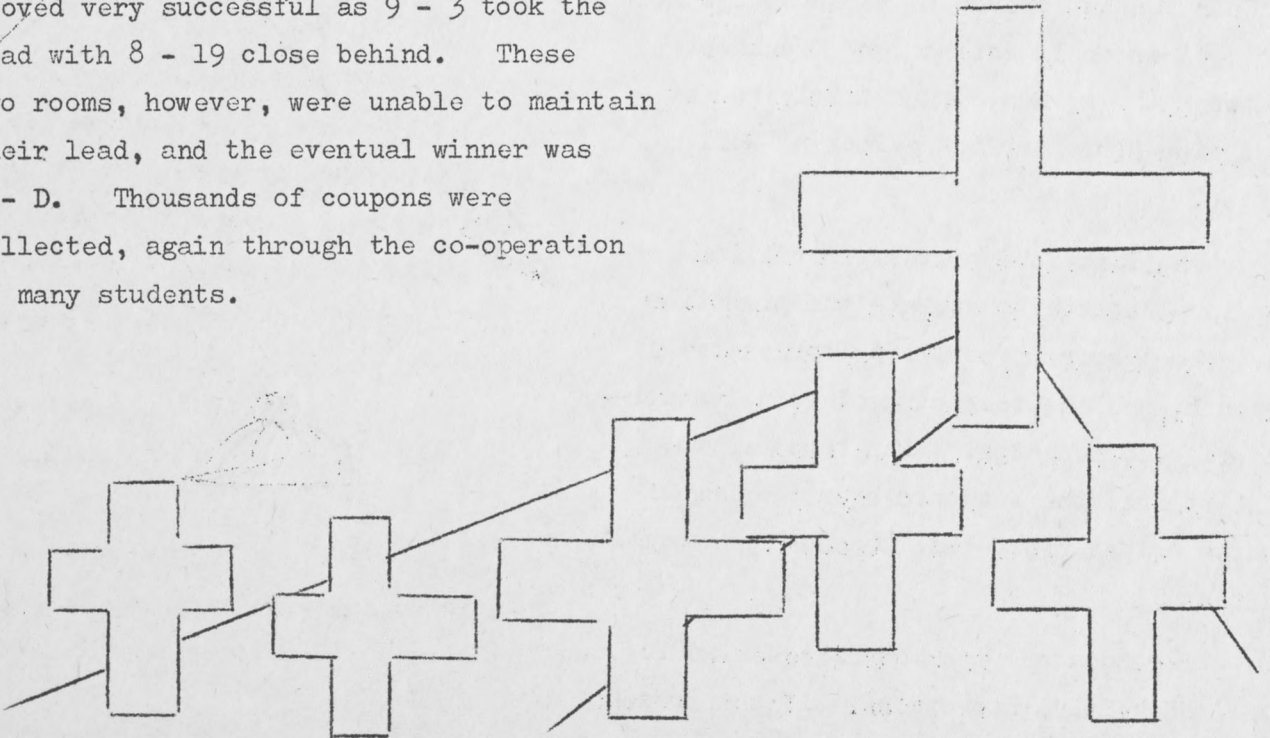 oved very successful as 9 - 3 took the
ad with 8 - 19 close behind. These
o rooms, however, were unable to maintain
eir lead, and the eventual winner was
- D. Thousands of coupons were
llected, again through the co-operation
many students.